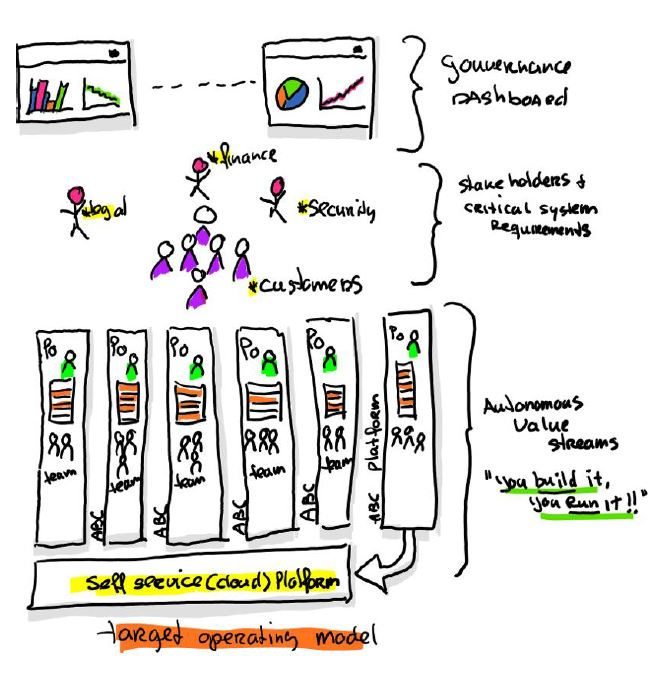 Gouvernance
Dashboard
*finance
*legal
*security
Stakeholders &
critical system
Requirements
*customers
PO
PO
PO
PO
PO
PO
team
team
team
team
team
ABC
ABC
ABC
ABC
ABC platform
Autonomous
Value
streams
"you build it,
you Run it!!"
Self service (cloud) Platform
target operating model